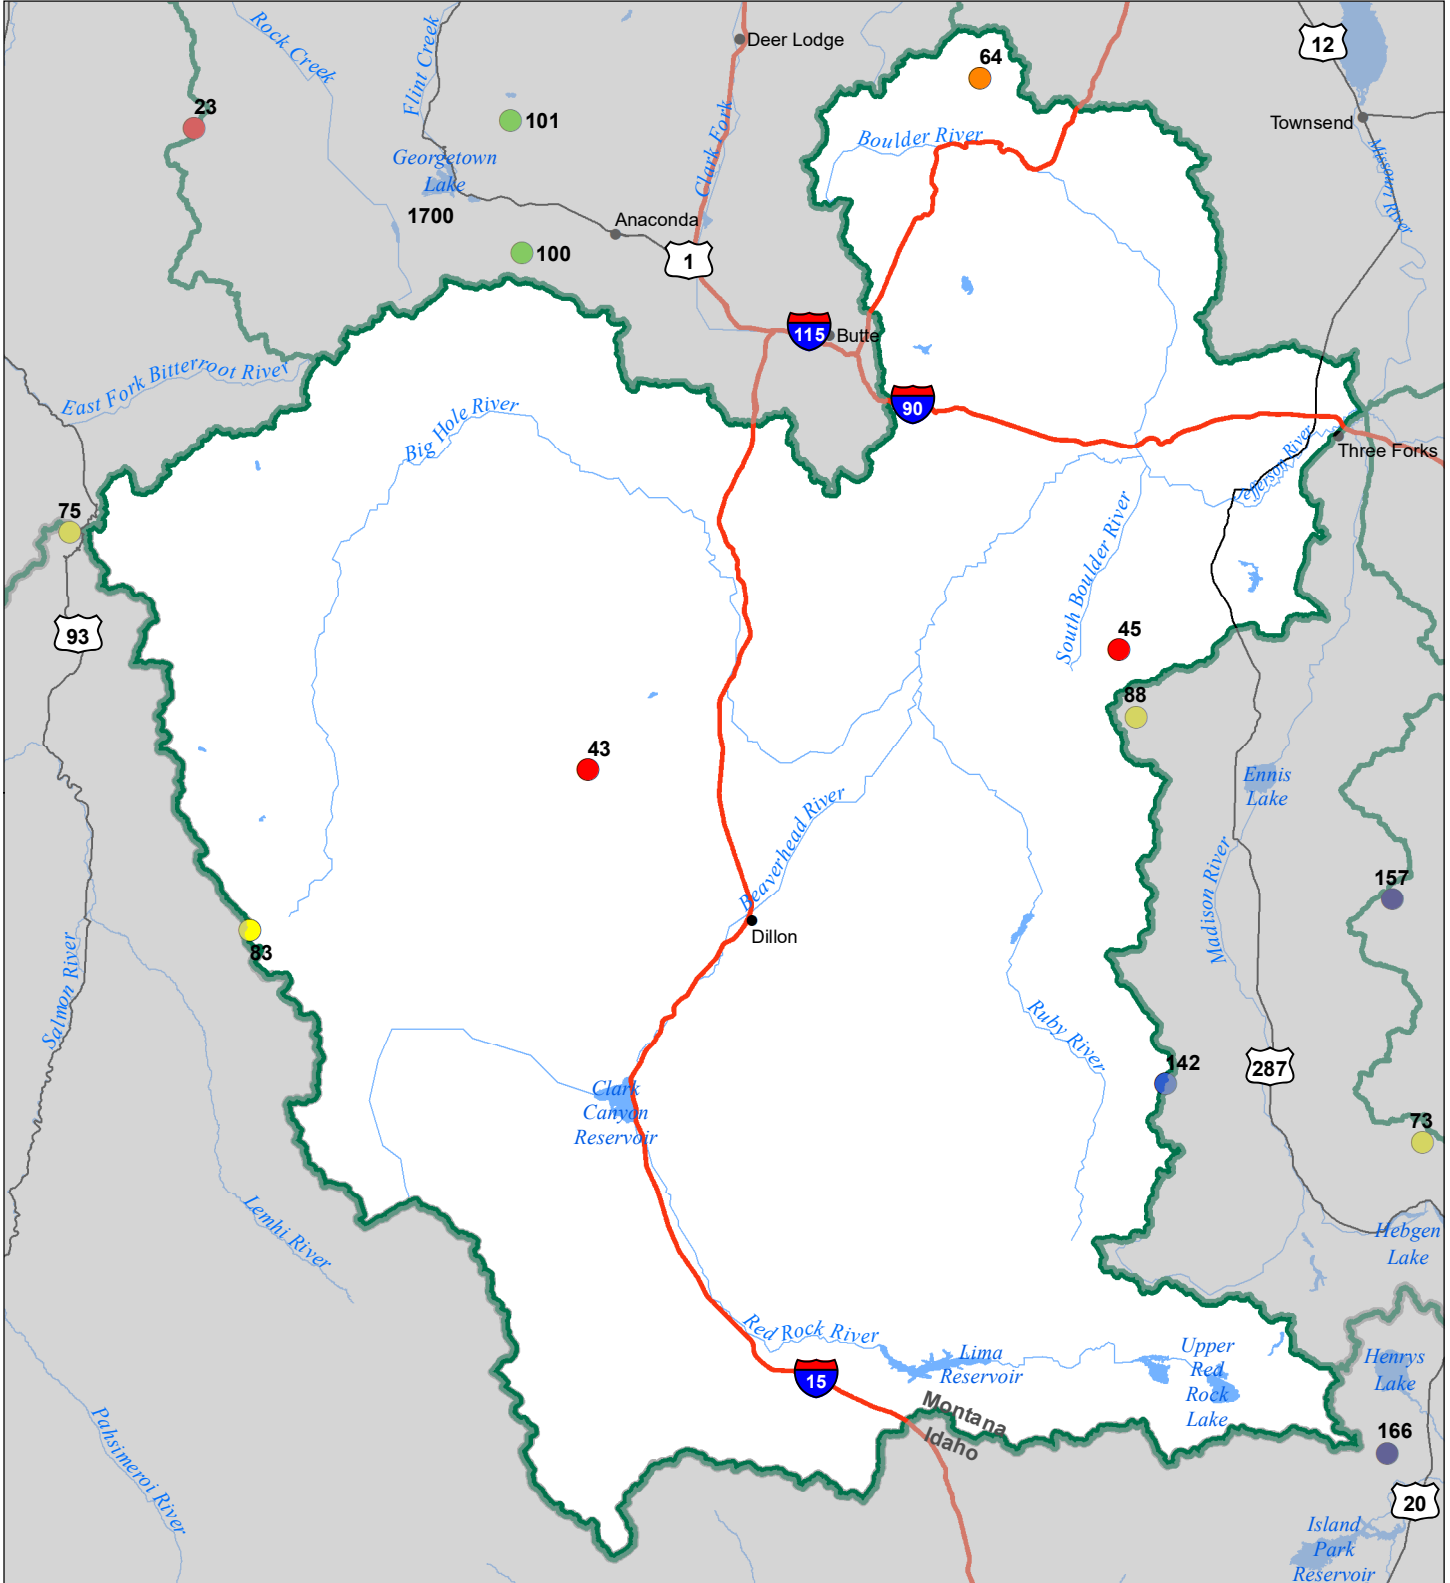 Rock Creek
Flint Creek
Deer Lodge
64
12
23
101
Clark Fork
Boulder River
Townsend
Missouri River
Georgetown
Lake
1700
Anaconda
100
1
115
Butte
East Fork Bitterroot River
Big Hole River
90
Three Forks
efferson River
75
South Boulder River
93
45
88
43
Ennis
Lake
Beaverhead River
Madison River
157
Dillon
83
Salmon River
Ruby River
142
287
Clark
Canyon
Reservoir
73
Lemhi River
Hebgen
Lake
Red Rock River
Lima
Reservoir
Upper
Red
Rock
Lake
Henrys
Lake
15
Montana
Idaho
Pahsimeroi River
166
20
Island
Park
Reservoir